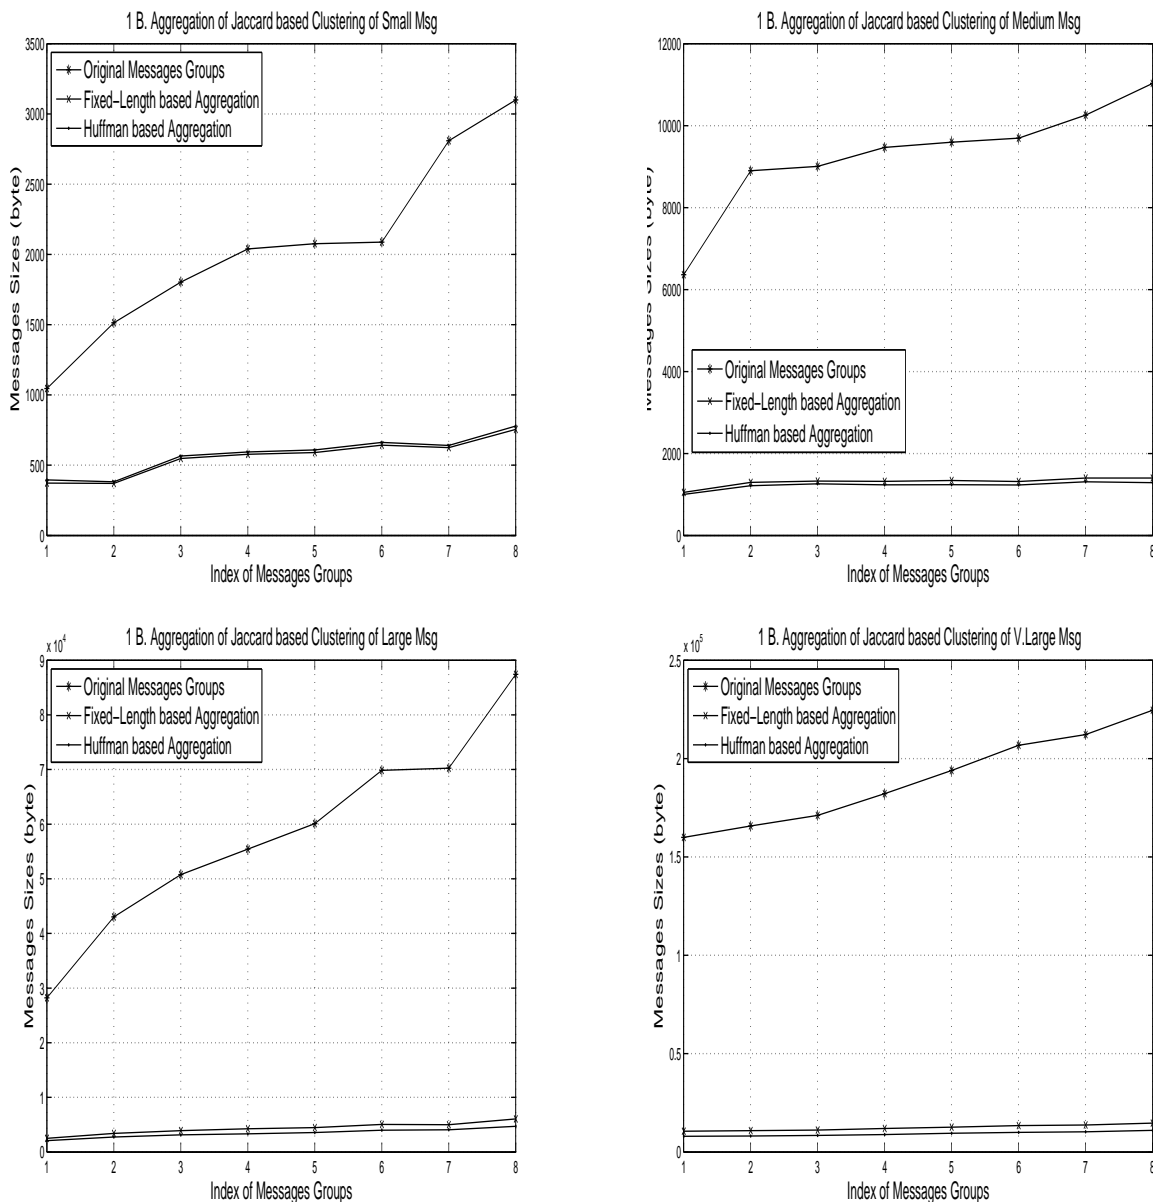 1 B. Aggregation of Jaccard based Clustering of Small Msg
3500
3000
2500
2000
1500
1000
500
0
Messages Sizes (byte)
Original Messages Groups
Fixed-Length based Aggregation
Huffman based Aggregation
1 2 3 4 5 6 7 8
Index of Messages Groups
1 B. Aggregation of Jaccard based Clustering of Medium Msg
12000
10000
8000
6000
4000
2000
0
Messages Sizes (byte)
Original Messages Groups
Fixed-Length based Aggregation
Huffman based Aggregation
1 2 3 4 5 6 7 8
Index of Messages Groups
1 B. Aggregation of Jaccard based Clustering of Large Msg
x 10^4
9
8
7
6
5
4
3
2
1
0
Messages Sizes (byte)
Original Messages Groups
Fixed-Length based Aggregation
Huffman based Aggregation
1 2 3 4 5 6 7 8
Index of Messages Groups
1 B. Aggregation of Jaccard based Clustering of V.Large Msg
x 10^5
2.5
2
1.5
1
0.5
0
Messages Sizes (byte)
Original Messages Groups
Fixed-Length based Aggregation
Huffman based Aggregation
1 2 3 4 5 6 7 8
Index of Messages Groups